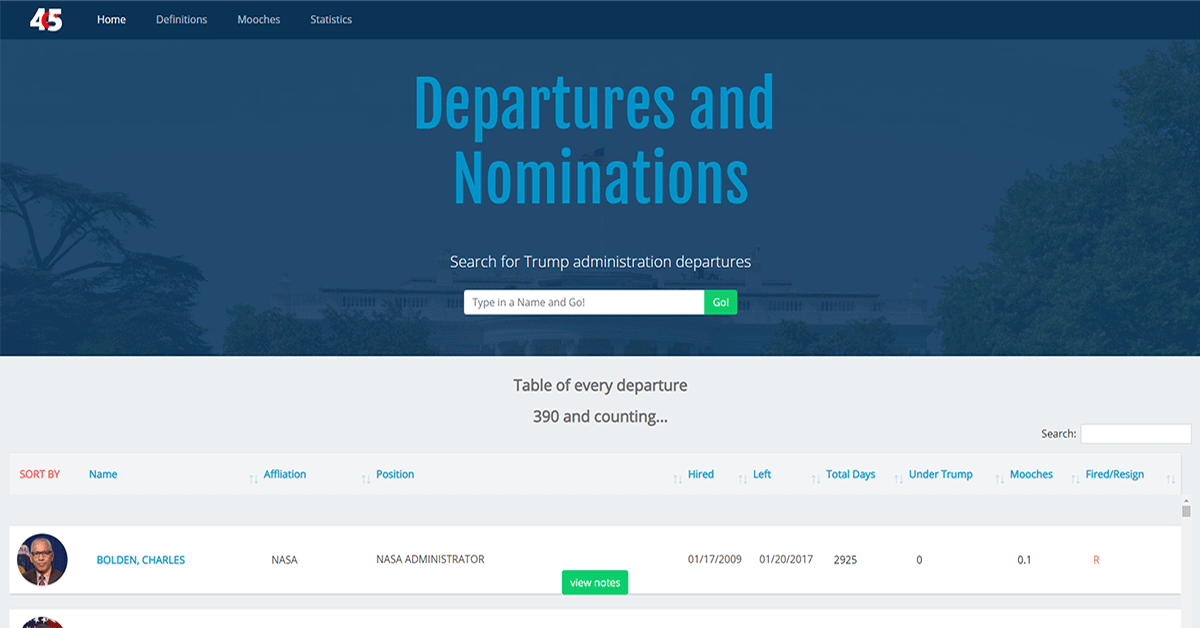 45 Home Definitions Mooches Statistics
Departures and
Nominations
Search for Trump administration departures
Type in a Name and Go! Go!
Table of every departure
390 and counting...
Search:
SORT BY Name Affliation Position Hired Left Total Days Under Trump Mooches Fired/Resign
BOLDEN, CHARLES NASA NASA ADMINISTRATOR 01/17/2009 01/20/2017 2925 0 0.1 R
view notes